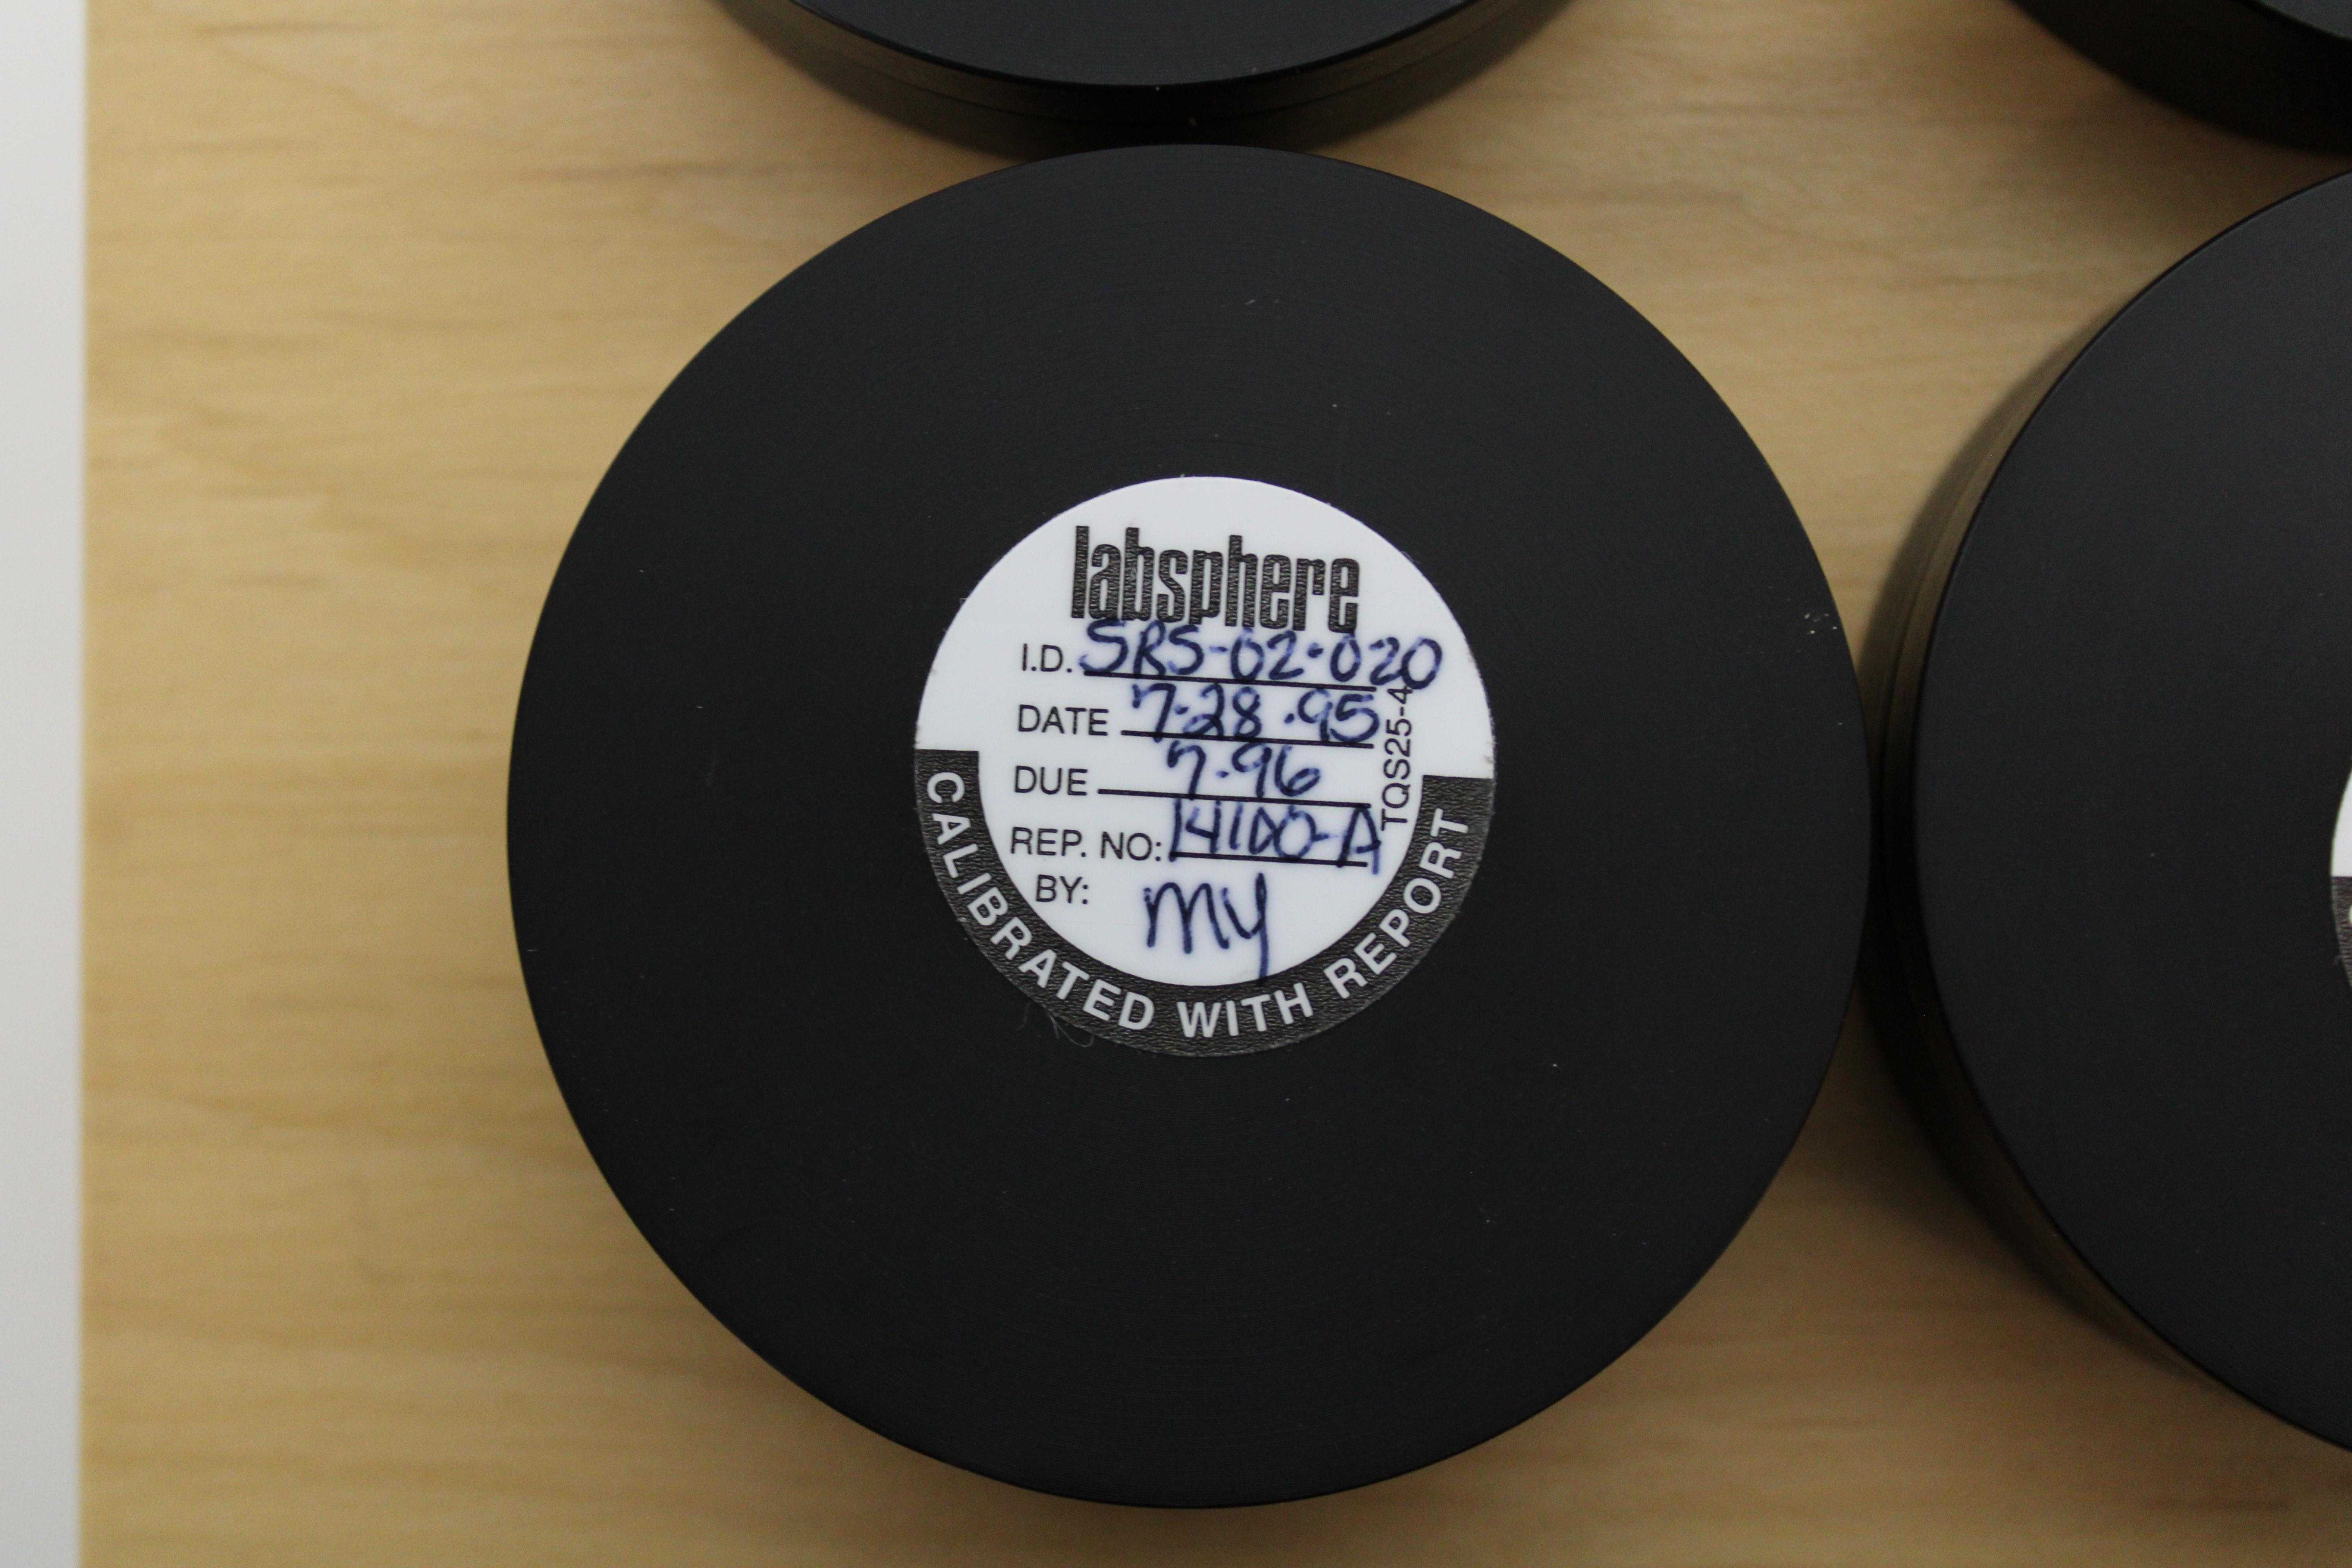 labsphere
I.D. SRS-02-020
DATE 7-28-95
DUE 7-96
REP. NO: 14100-A
BY: my
TQS25-4
CALIBRATED WITH REPORT